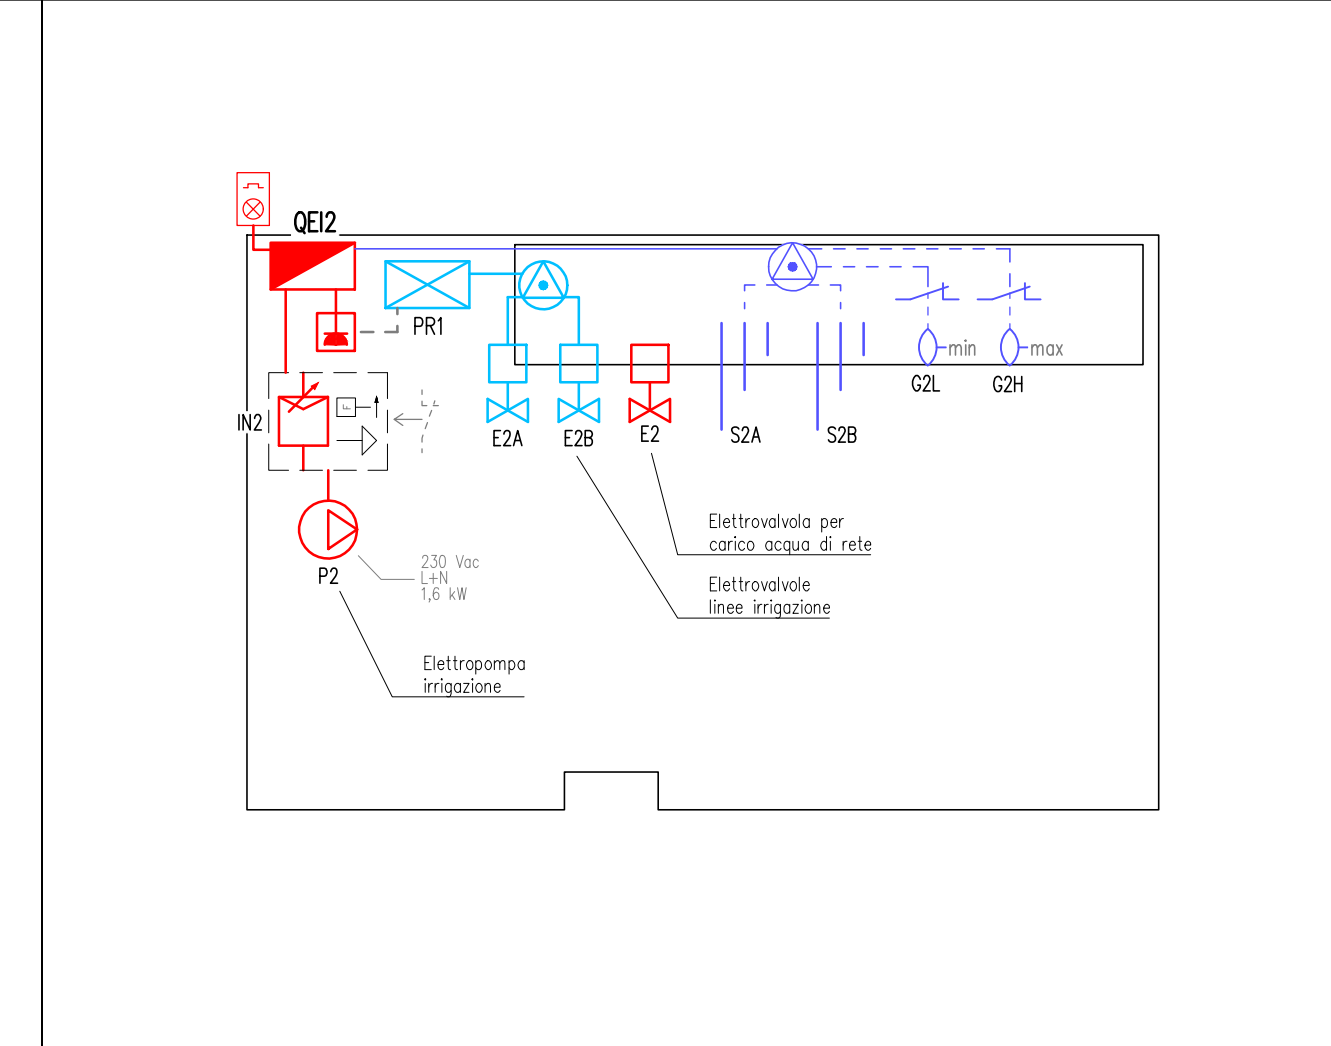 QEI2
PR1
min
max
G2L
G2H
F
IN2
E2A
E2B
E2
S2A
S2B
Elettrovalvola per
carico acqua di rete
230 Vac
L+N
1,6 kW
P2
Elettrovalvole
linee irrigazione
Elettropompa
irrigazione